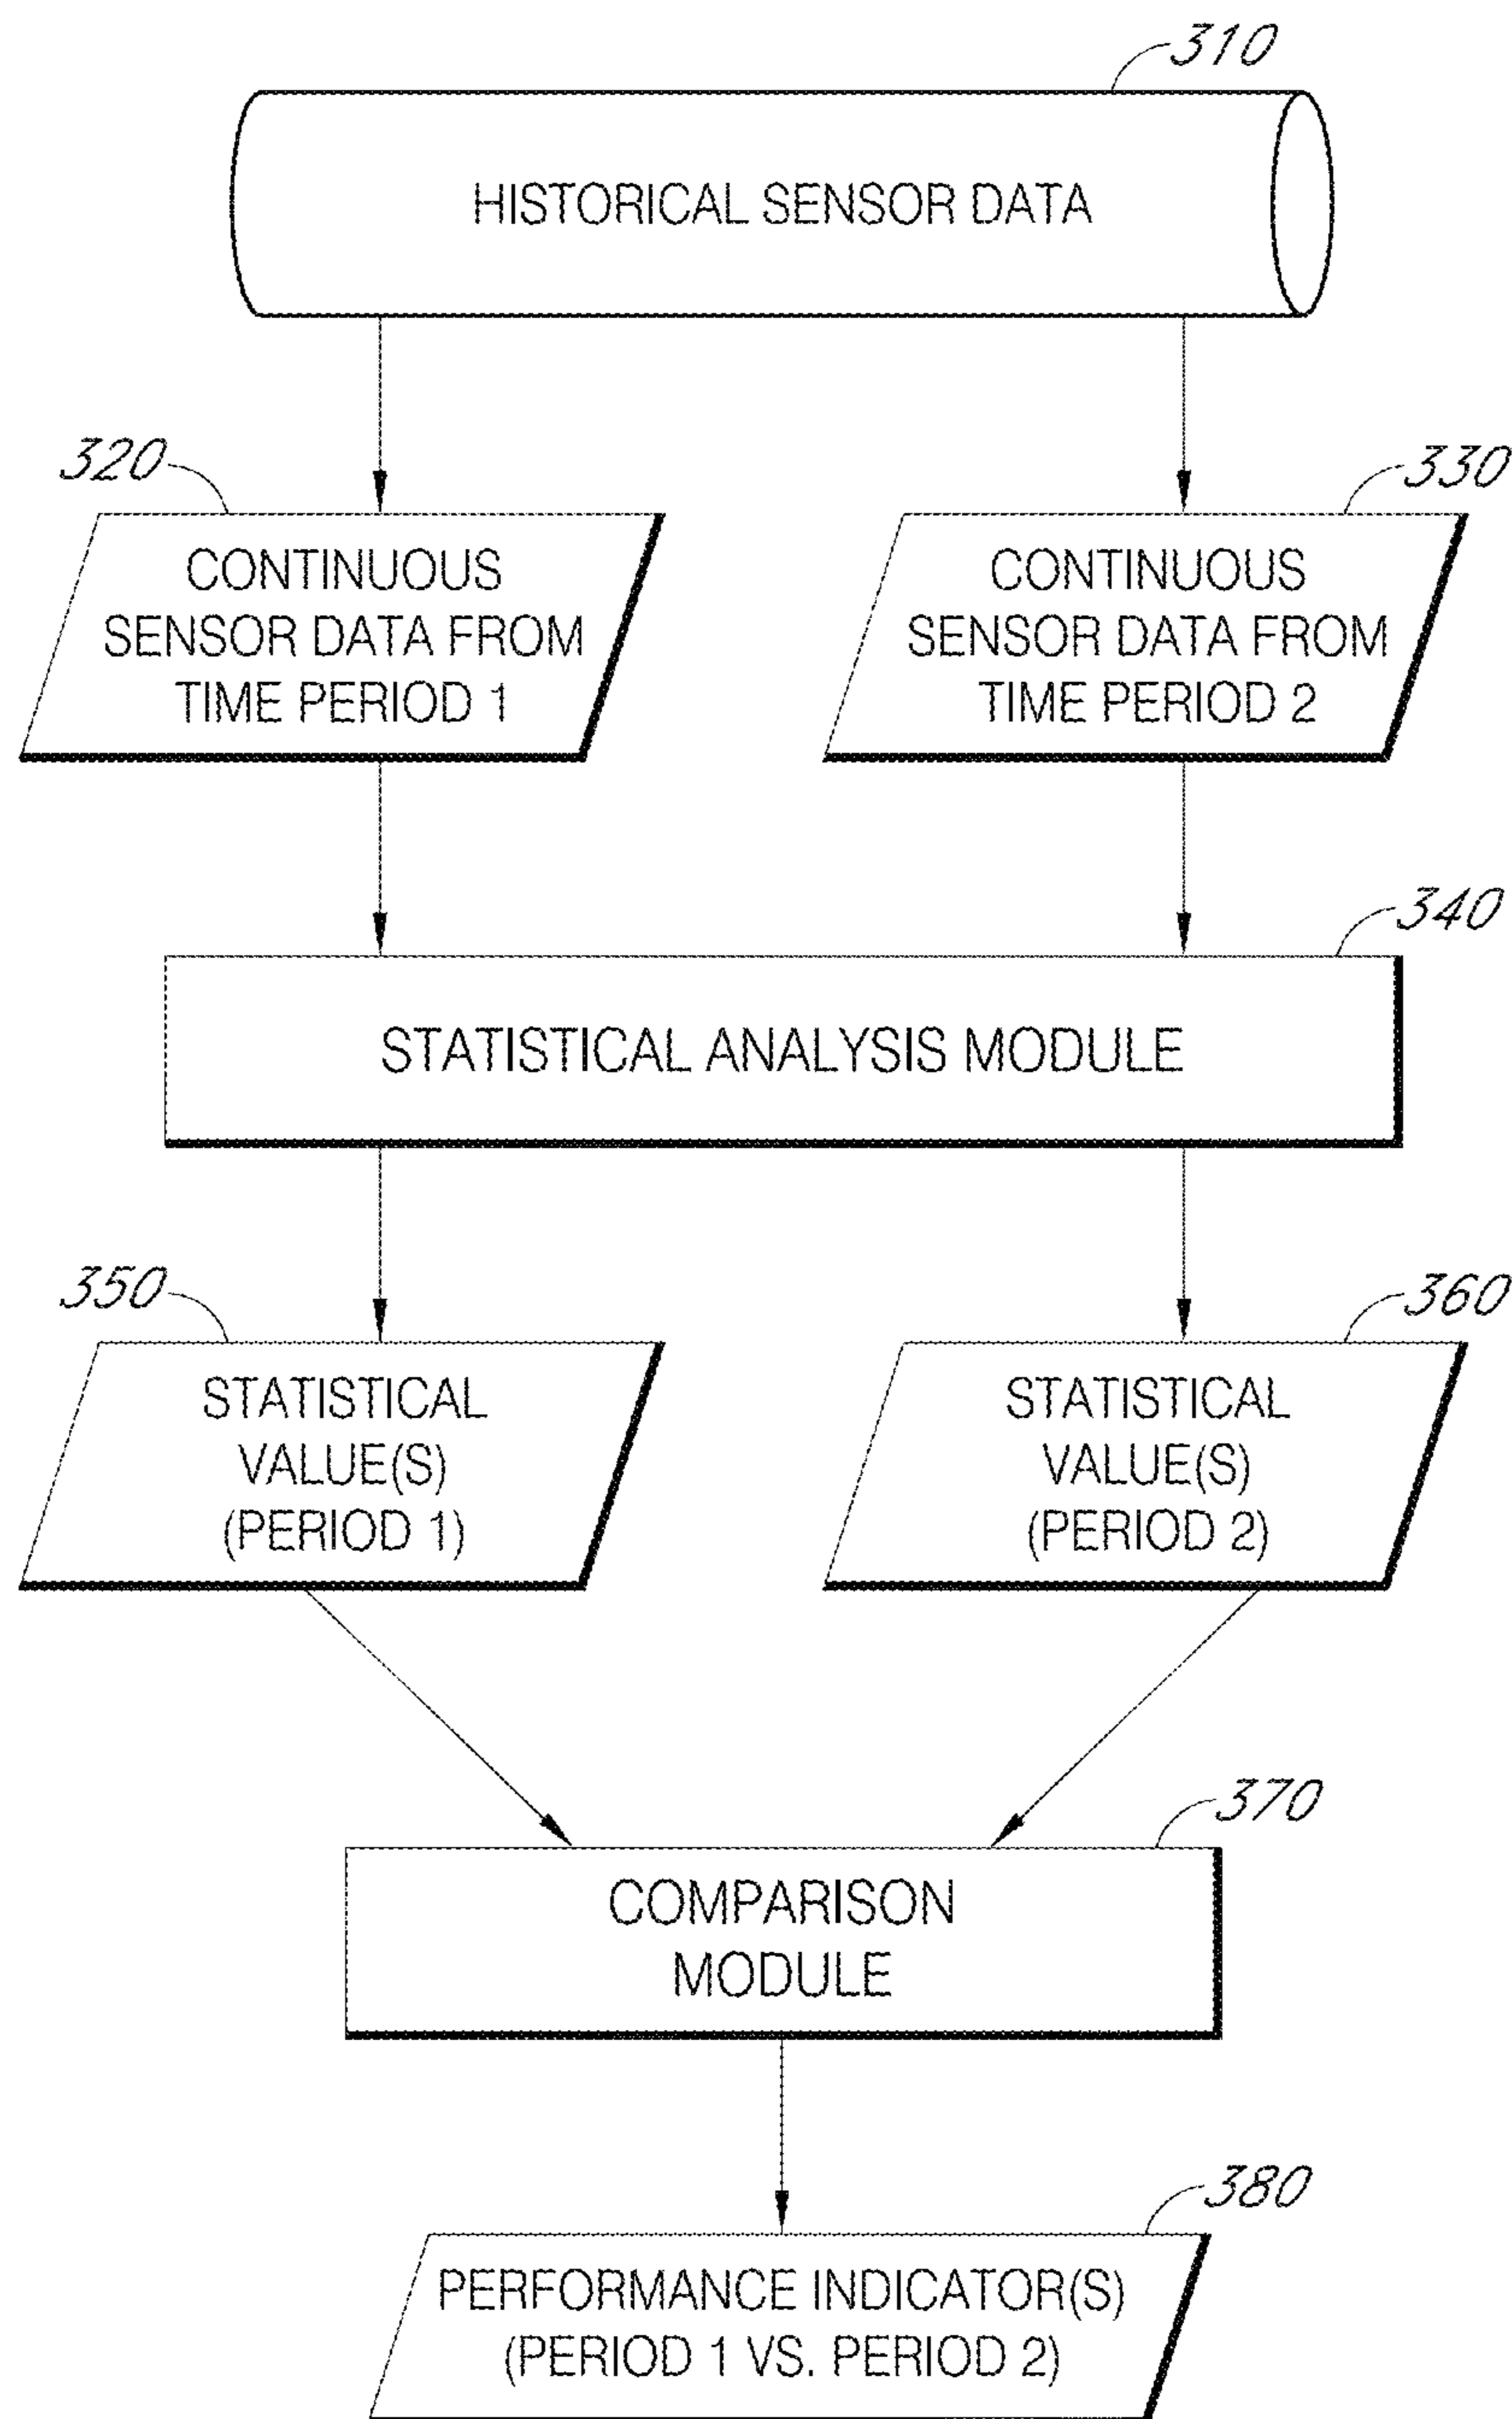 310
HISTORICAL SENSOR DATA
320
CONTINUOUS
SENSOR DATA FROM
TIME PERIOD 1
330
CONTINUOUS
SENSOR DATA FROM
TIME PERIOD 2
340
STATISTICAL ANALYSIS MODULE
350
STATISTICAL
VALUE(S)
(PERIOD 1)
360
STATISTICAL
VALUE(S)
(PERIOD 2)
370
COMPARISON
MODULE
380
PERFORMANCE INDICATOR(S)
(PERIOD 1 VS. PERIOD 2)